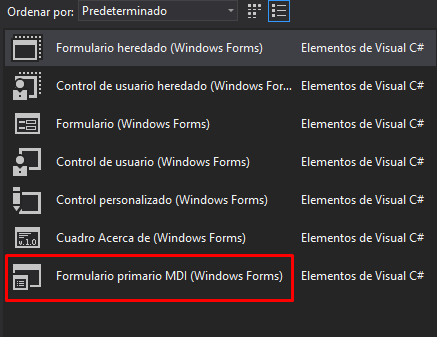 Ordenar por: Predeterminado
Formulario heredado (Windows Forms) Elementos de Visual C#
Control de usuario heredado (Windows For... Elementos de Visual C#
Formulario (Windows Forms) Elementos de Visual C#
Control de usuario (Windows Forms) Elementos de Visual C#
Control personalizado (Windows Forms) Elementos de Visual C#
v.1.0 Cuadro Acerca de (Windows Forms) Elementos de Visual C#
Formulario primario MDI (Windows Forms) Elementos de Visual C#